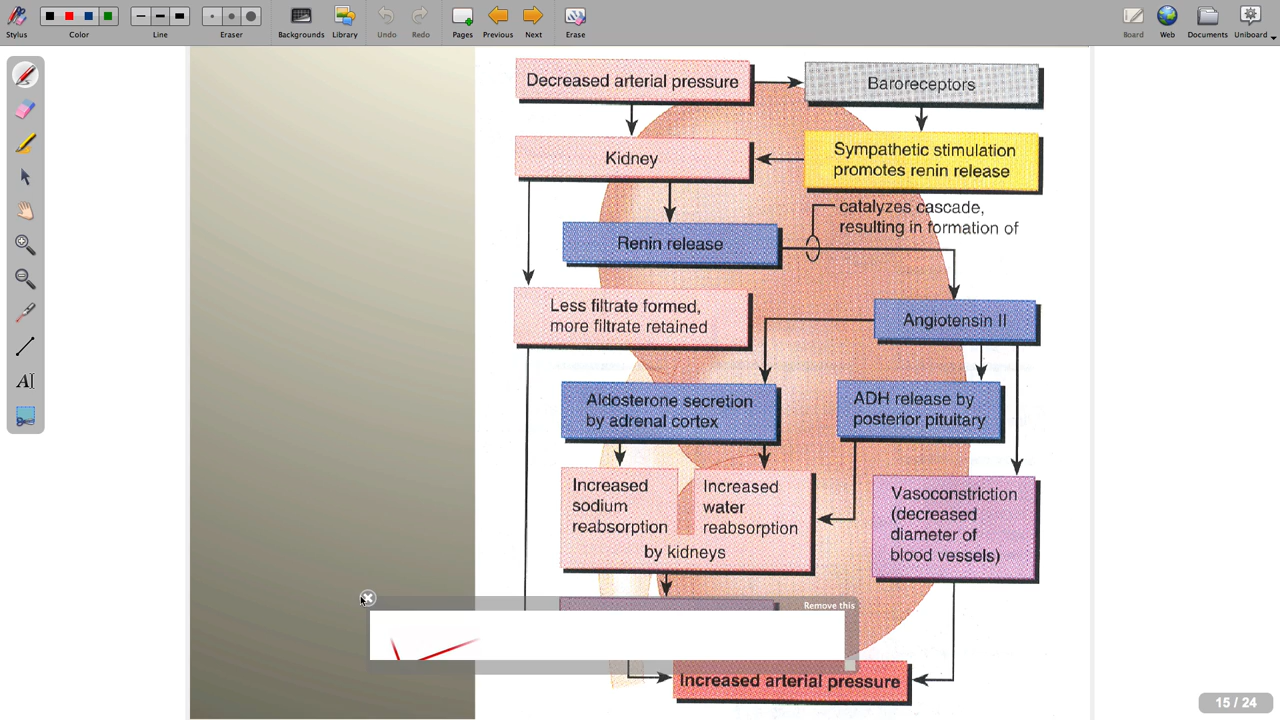 Stylus
Color
Line
Eraser
Backgrounds
Library
Undo
Redo
Pages
Previous
Next
Erase
Board
Web
Documents
Uniboard
Decreased arterial pressure
Baroreceptors
Kidney
Sympathetic stimulation
promotes renin release
catalyzes cascade,
resulting in formation of
Renin release
Less filtrate formed,
more filtrate retained
Angiotensin II
Aldosterone secretion
by adrenal cortex
ADH release by
posterior pituitary
Increased
sodium
reabsorption
Increased
water
reabsorption
by kidneys
Vasoconstriction
(decreased
diameter of
blood vessels)
Remove this
Increased arterial pressure
AI
15 / 24